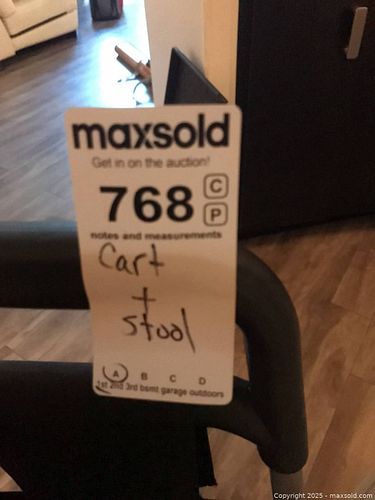 maxsold
Get in on the auction!
768 C
P
notes and measurements
Cart
+
Stool
A B C D
1st 2nd 3rd bsmt garage outdoors
Copyright 2025 - maxsold.com